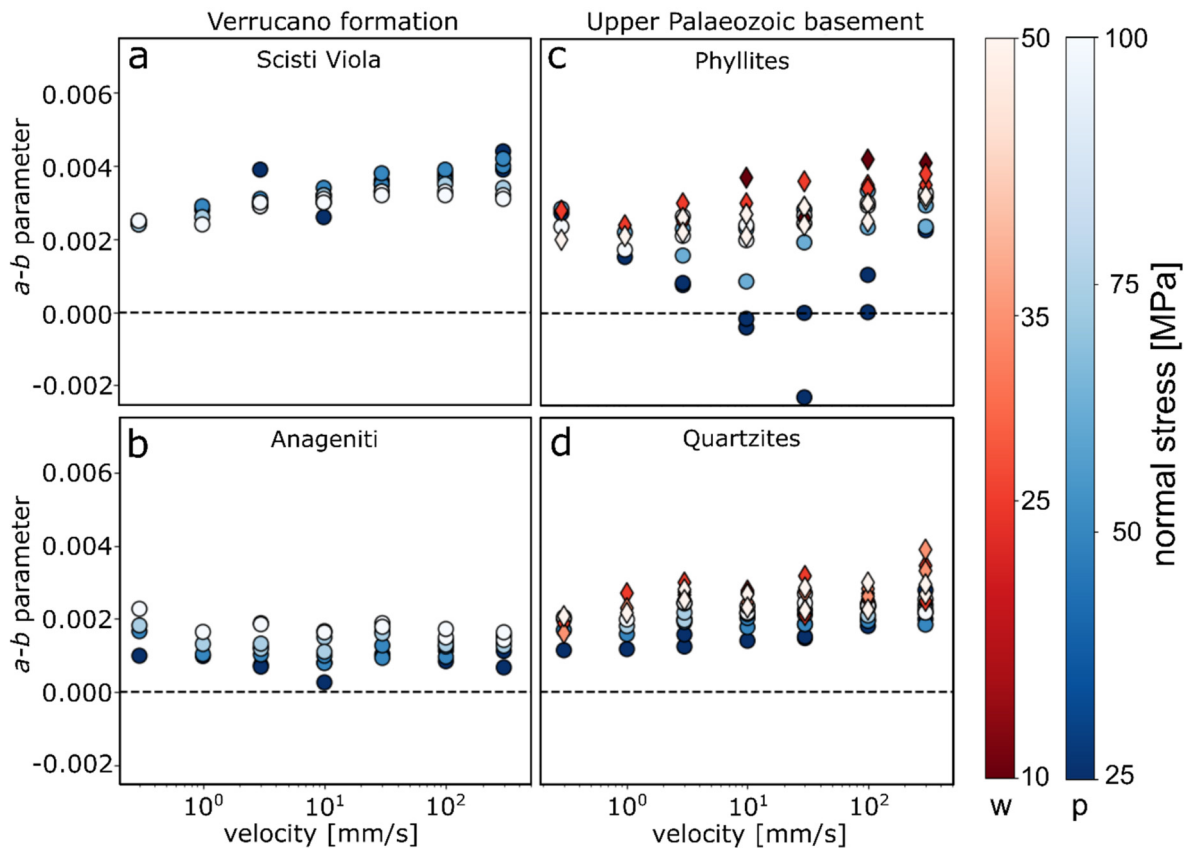 Verrucano formation
Upper Palaeozoic basement
a
Scisti Viola
c
Phyllites
0.006
0.004
0.002
0.000
-0.002
a-b parameter
b
Anageniti
d
Quartzites
0.006
0.004
0.002
0.000
-0.002
a-b parameter
10⁰
10¹
10²
velocity [mm/s]
10⁰
10¹
10²
velocity [mm/s]
50
35
25
10
w
100
75
50
25
p
normal stress [MPa]